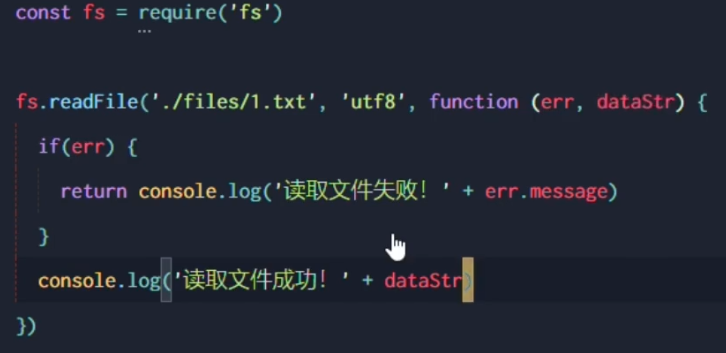 const fs = require('fs')
fs.readFile('./files/1.txt', 'utf8', function (err, dataStr) {
if(err) {
return console.log('读取文件失败！' + err.message)
}
console.log('读取文件成功！' + dataStr)
})